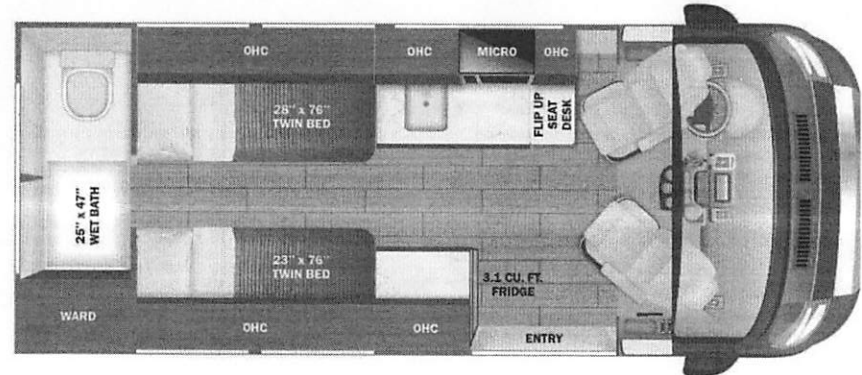 OHC
OHC
MICRO
OHC
28" x 76"
TWIN BED
FLIP UP
SEAT
DESK
25" x 47"
WET BATH
23" x 76"
TWIN BED
3.1 CU. FT.
FRIDGE
WARD
OHC
OHC
ENTRY